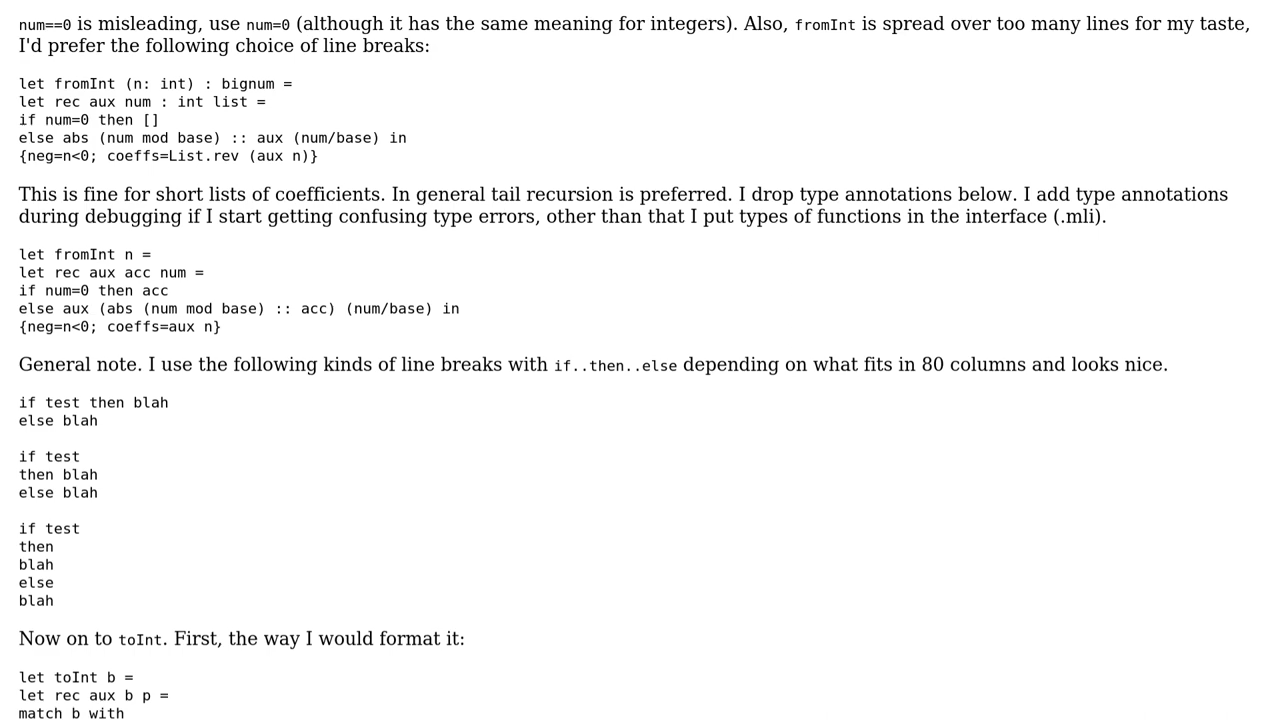 num==0 is misleading, use num=0 (although it has the same meaning for integers). Also, fromInt is spread over too many lines for my taste,
I'd prefer the following choice of line breaks:
let fromInt (n: int) : bignum =
let rec aux num : int list =
if num=0 then []
else abs (num mod base) :: aux (num/base) in
{neg=n<0; coeffs=List.rev (aux n)}
This is fine for short lists of coefficients. In general tail recursion is preferred. I drop type annotations below. I add type annotations
during debugging if I start getting confusing type errors, other than that I put types of functions in the interface (.mli).
let fromInt n =
let rec aux acc num =
if num=0 then acc
else aux (abs (num mod base) :: acc) (num/base) in
{neg=n<0; coeffs=aux n}
General note. I use the following kinds of line breaks with if..then..else depending on what fits in 80 columns and looks nice.
if test then blah
else blah
if test
then blah
else blah
if test
then
blah
else
blah
Now on to toInt. First, the way I would format it:
let toInt b =
let rec aux b p =
match b with